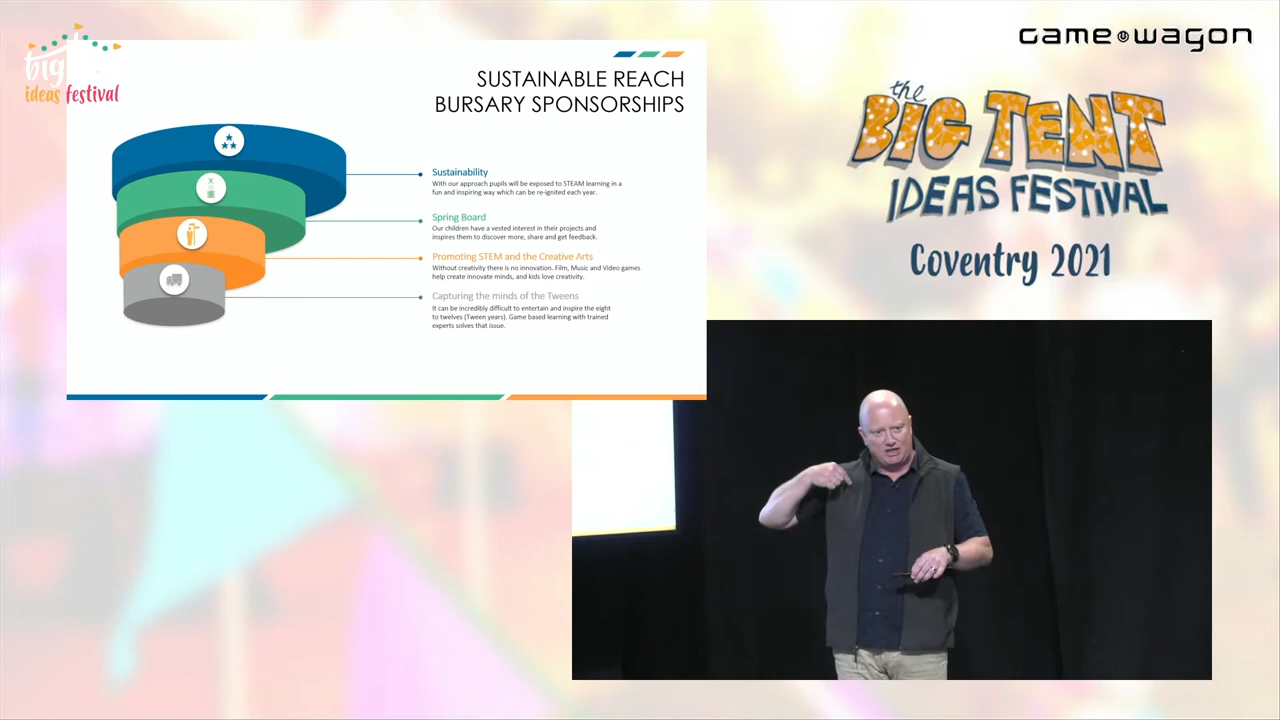 big
ideas festival
SUSTAINABLE REACH
BURSARY SPONSORSHIPS
Sustainability
With our approach pupils will be exposed to STEAM learning in a
fun and inspiring way which can be re-ignited each year.
Spring Board
Our children have a vested interest in their projects and
inspires them to discover more, share and get feedback.
Promoting STEM and the Creative Arts
Without creativity there is no innovation. Film, Music and Video games
help create innovate minds, and kids love creativity.
Capturing the minds of the Tweens
It can be incredibly difficult to entertain and inspire the eight
to twelves (Tween years). Game based learning with trained
experts solves that issue.
GAMEWAGON
the
BIG TENT
IDEAS FESTIVAL
Coventry 2021